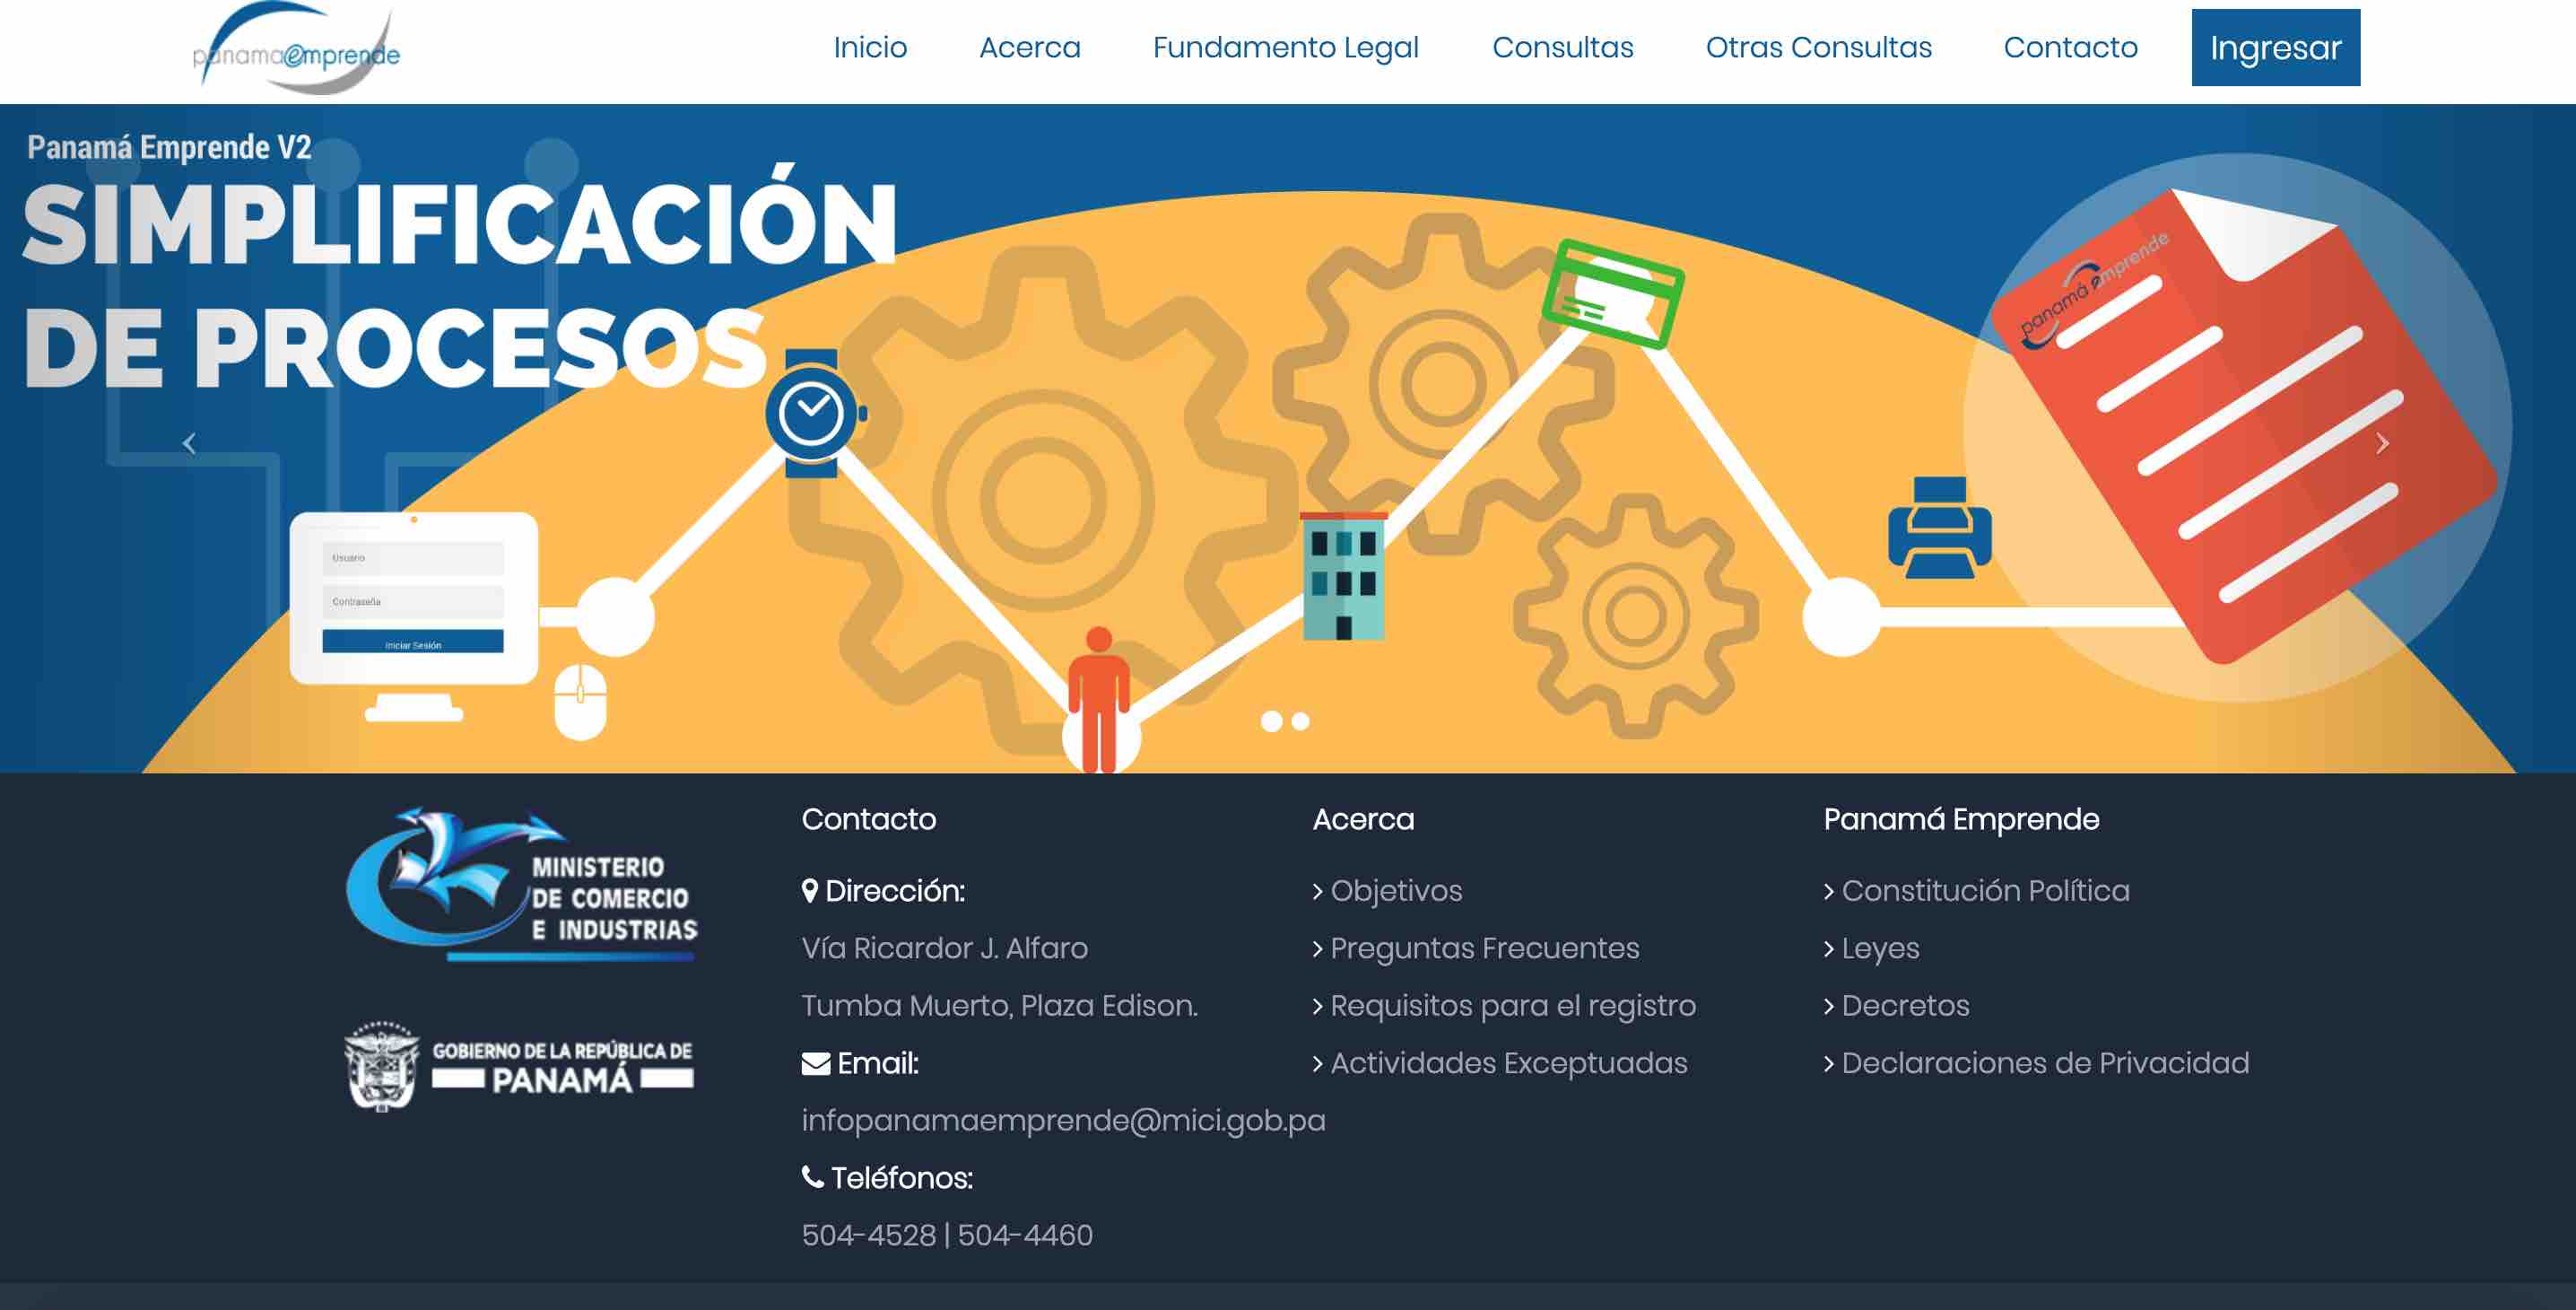 panamaemprende
Inicio
Acerca
Fundamento Legal
Consultas
Otras Consultas
Contacto
Ingresar
Panamá Emprende V2
SIMPLIFICACIÓN
DE PROCESOS
panamá emprende
Usuario
Contraseña
Iniciar Sesión
MINISTERIO
DE COMERCIO
E INDUSTRIAS
GOBIERNO DE LA REPÚBLICA DE
PANAMÁ
Contacto
Dirección:
Vía Ricardor J. Alfaro
Tumba Muerto, Plaza Edison.
Email:
infopanamaemprende@mici.gob.pa
Teléfonos:
504-4528 | 504-4460
Acerca
Objetivos
Preguntas Frecuentes
Requisitos para el registro
Actividades Exceptuadas
Panamá Emprende
Constitución Política
Leyes
Decretos
Declaraciones de Privacidad